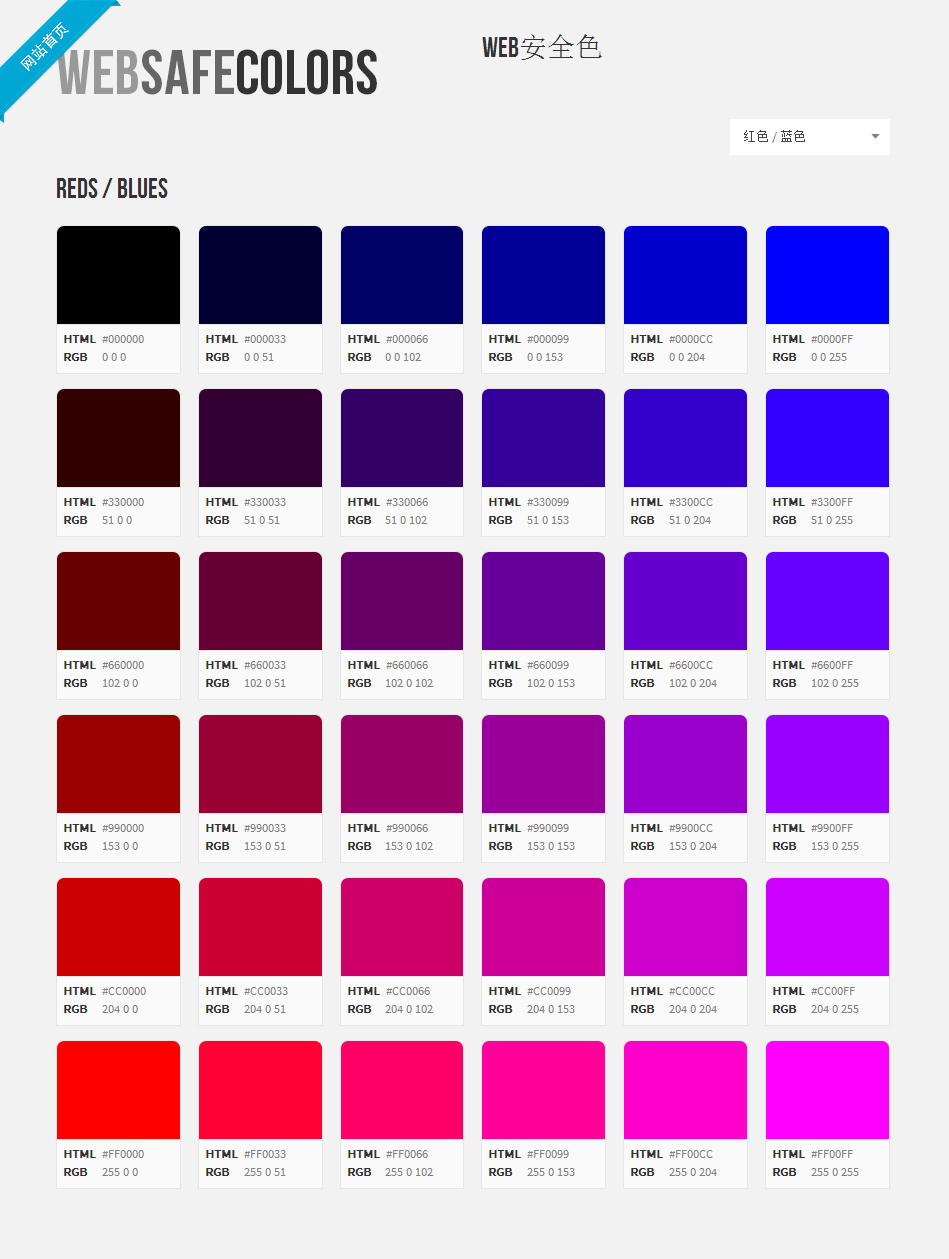 网站首页
WEBSAFECOLORS
WEB安全色
红色 / 蓝色
REDS / BLUES
HTML #000000
RGB 0 0 0
HTML #000033
RGB 0 0 51
HTML #000066
RGB 0 0 102
HTML #000099
RGB 0 0 153
HTML #0000CC
RGB 0 0 204
HTML #0000FF
RGB 0 0 255
HTML #330000
RGB 51 0 0
HTML #330033
RGB 51 0 51
HTML #330066
RGB 51 0 102
HTML #330099
RGB 51 0 153
HTML #3300CC
RGB 51 0 204
HTML #3300FF
RGB 51 0 255
HTML #660000
RGB 102 0 0
HTML #660033
RGB 102 0 51
HTML #660066
RGB 102 0 102
HTML #660099
RGB 102 0 153
HTML #6600CC
RGB 102 0 204
HTML #6600FF
RGB 102 0 255
HTML #990000
RGB 153 0 0
HTML #990033
RGB 153 0 51
HTML #990066
RGB 153 0 102
HTML #990099
RGB 153 0 153
HTML #9900CC
RGB 153 0 204
HTML #9900FF
RGB 153 0 255
HTML #CC0000
RGB 204 0 0
HTML #CC0033
RGB 204 0 51
HTML #CC0066
RGB 204 0 102
HTML #CC0099
RGB 204 0 153
HTML #CC00CC
RGB 204 0 204
HTML #CC00FF
RGB 204 0 255
HTML #FF0000
RGB 255 0 0
HTML #FF0033
RGB 255 0 51
HTML #FF0066
RGB 255 0 102
HTML #FF0099
RGB 255 0 153
HTML #FF00CC
RGB 255 0 204
HTML #FF00FF
RGB 255 0 255